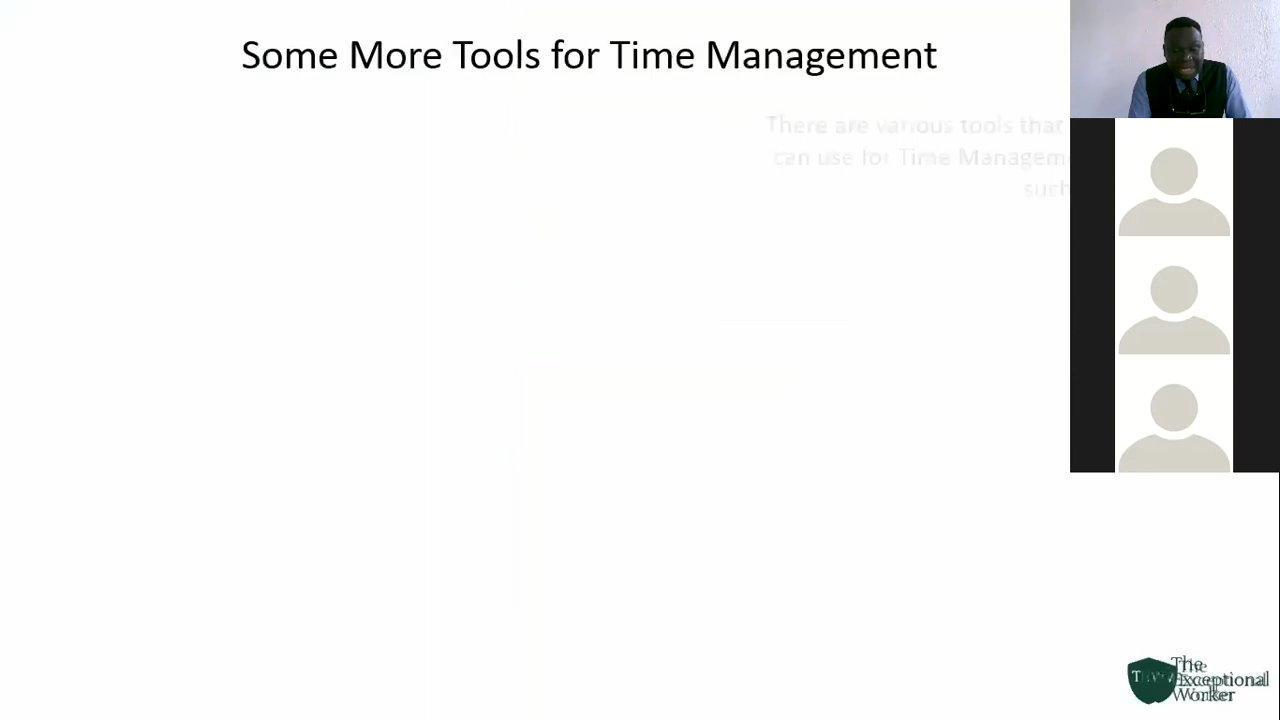 Some More Tools for Time Management
There are various tools that
can use for Time Managem
such
The
Exceptional
Worker